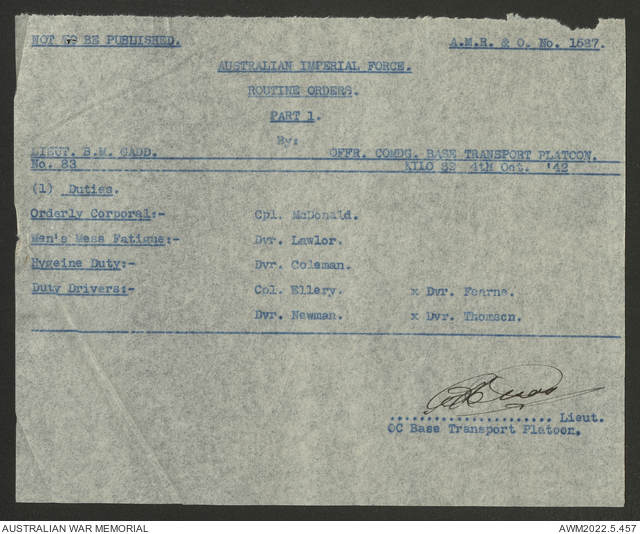 NOT TO BE PUBLISHED. A.M.R. & O. No. 1587.
AUSTRALIAN IMPERIAL FORCE.
ROUTINE ORDERS.
PART 1.
By:
LIEUT. B.M. GADD. OFFR. COMDG. BASE TRANSPORT PLATOON.
No. 83 KILO 89 4TH Oct. '42
(1) Duties.
Orderly Corporal:- Cpl. McDonald.
Men's Mess Fatigue:- Dvr. Lawlor.
Hygeine Duty:- Dvr. Coleman.
Duty Drivers:- Cpl. Ellery. x Dvr. Fearne.
Dvr. Newman. x Dvr. Thomson.
...................... Lieut.
OC Base Transport Platoon.
AUSTRALIAN WAR MEMORIAL AWM2022.5.457